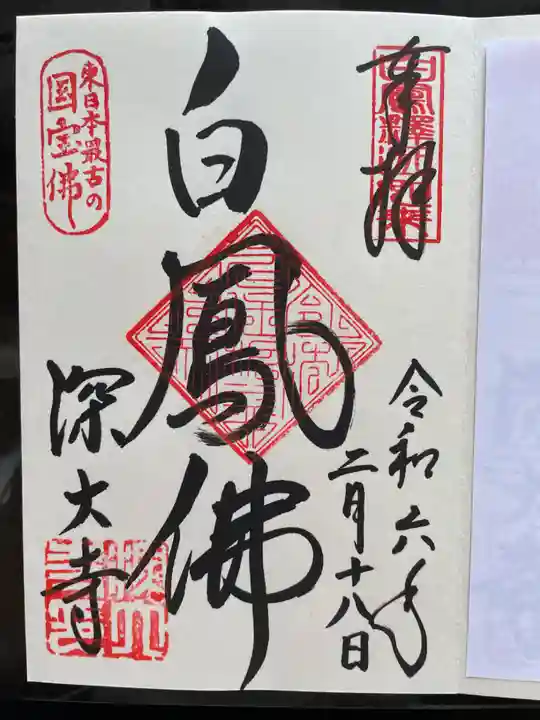 奉拝
令和六年
二月十八日
白鳳佛
東日本最古の
国宝佛
深大寺